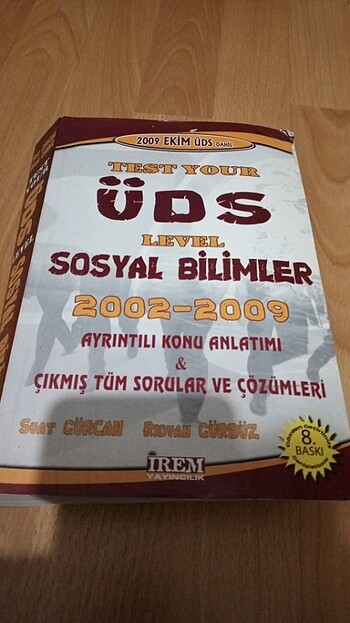 2009 EKİM ÜDS DAHİL
TEST YOUR
ÜDS
LEVEL
SOSYAL BİLİMLER
2002-2009
AYRINTILI KONU ANLATIMI
&
ÇIKMIŞ TÜM SORULAR VE ÇÖZÜMLERİ
SUAT GÜRCAN RIDVAN GÜRBÜZ
8.
BASKI
İREM
YAYINCILIK